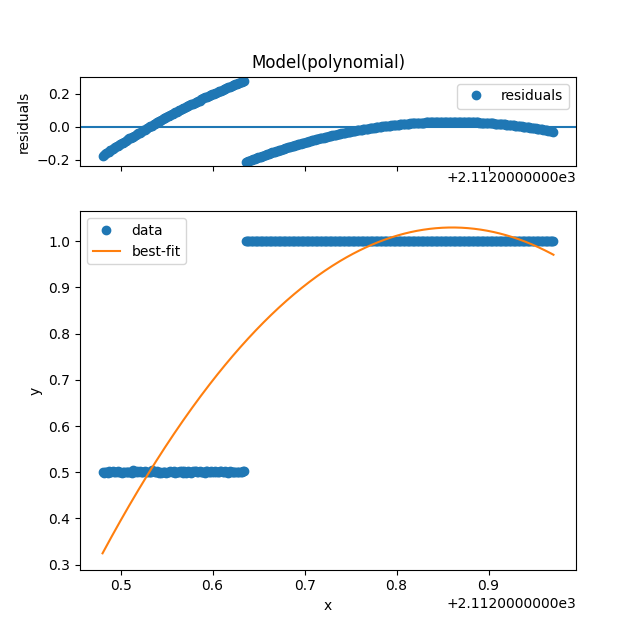 Model(polynomial)
residuals
0.2
0.0
−0.2
residuals
+2.1120000000e3
data
best-fit
y
1.0
0.9
0.8
0.7
0.6
0.5
0.4
0.3
0.5 0.6 0.7 0.8 0.9
x
+2.1120000000e3